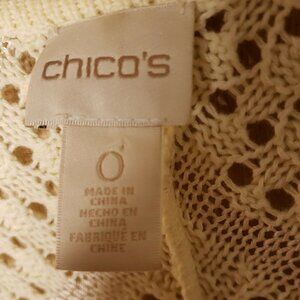 chico's
0
MADE IN
CHINA
HECHO EN
CHINA
FABRIQUÉ EN
CHINE